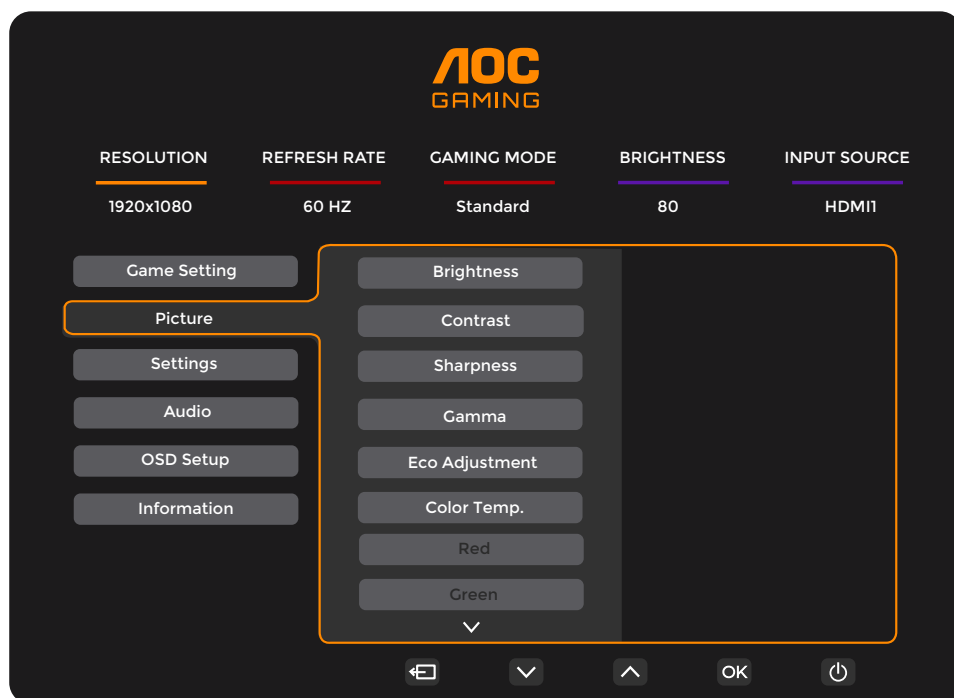 AOC
GAMING
RESOLUTION REFRESH RATE GAMING MODE BRIGHTNESS INPUT SOURCE
1920x1080 60 HZ Standard 80 HDMI1
Game Setting
Picture
Settings
Audio
OSD Setup
Information
Brightness
Contrast
Sharpness
Gamma
Eco Adjustment
Color Temp.
Red
Green
OK